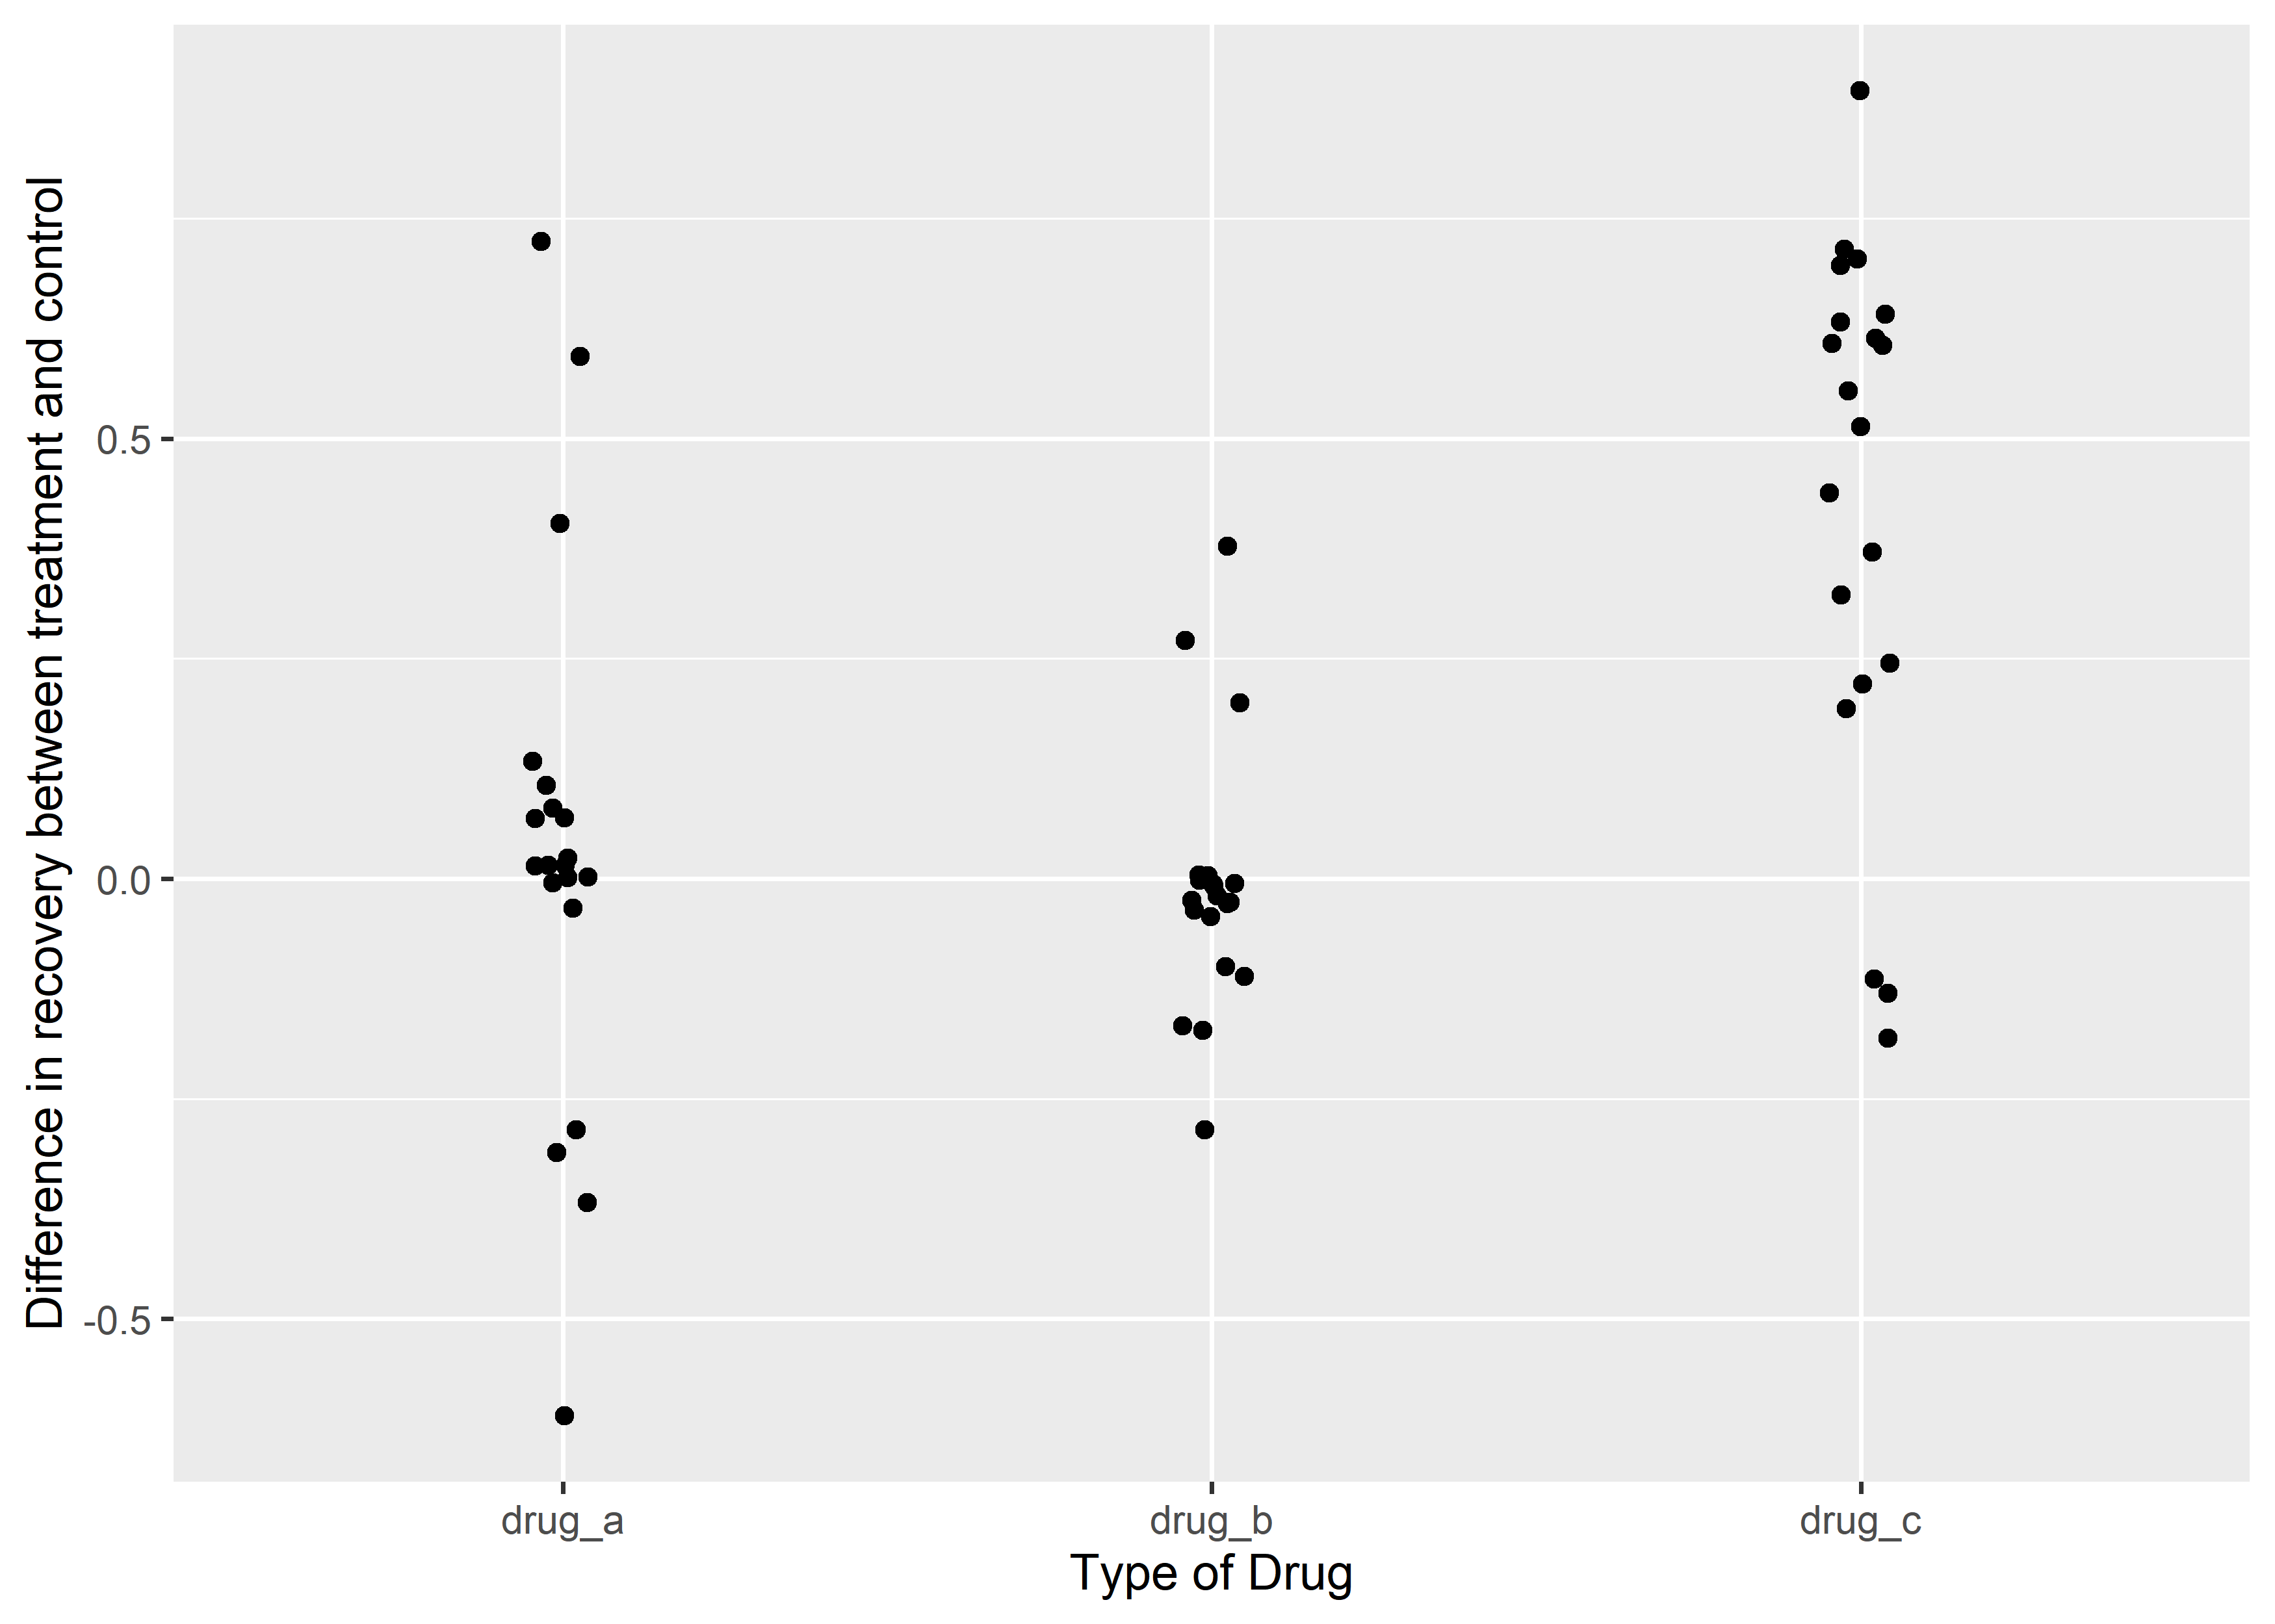 Difference in recovery between treatment and control
0.5
0.0
-0.5
drug_a
drug_b
drug_c
Type of Drug